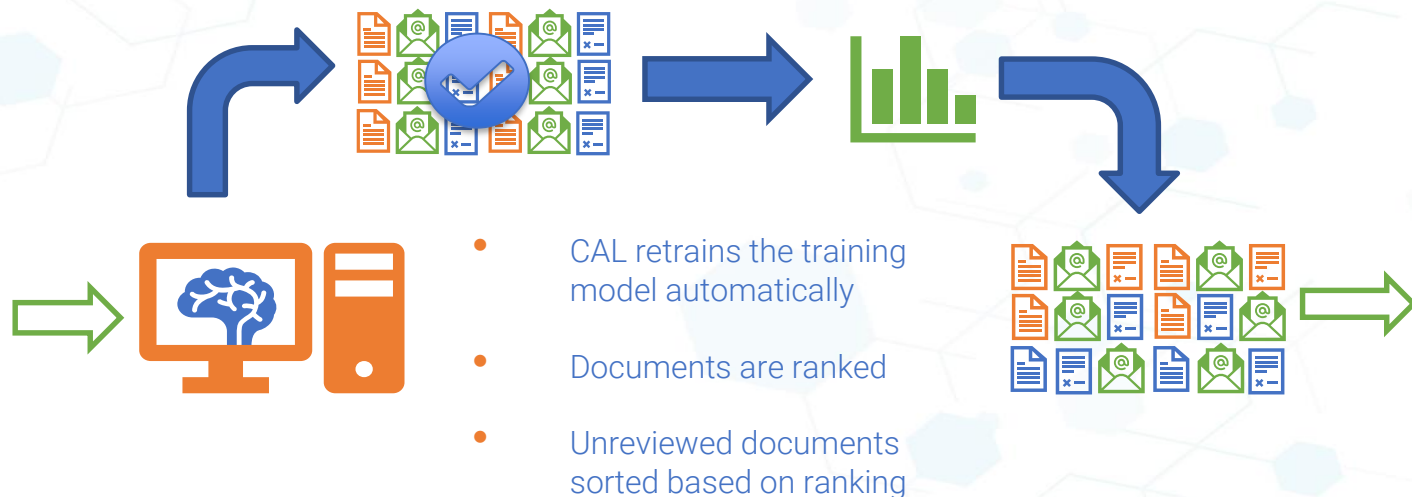 CAL retrains the training
model automatically
Documents are ranked
Unreviewed documents
sorted based on ranking